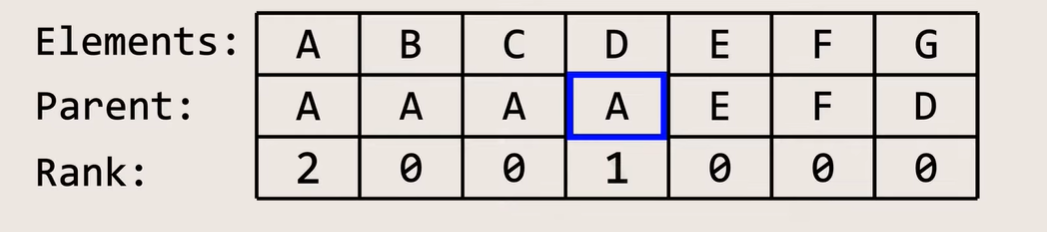 Elements: A B C D E F G
Parent: A A A A E F D
Rank: 2 0 0 1 0 0 0